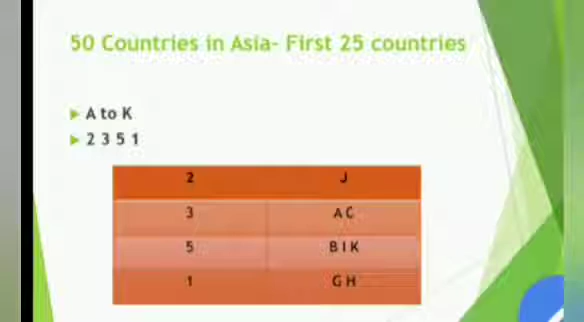 50 Countries in Asia- First 25 countries
A to K
2 3 5 1
2 J
3 A C
5 B I K
1 G H